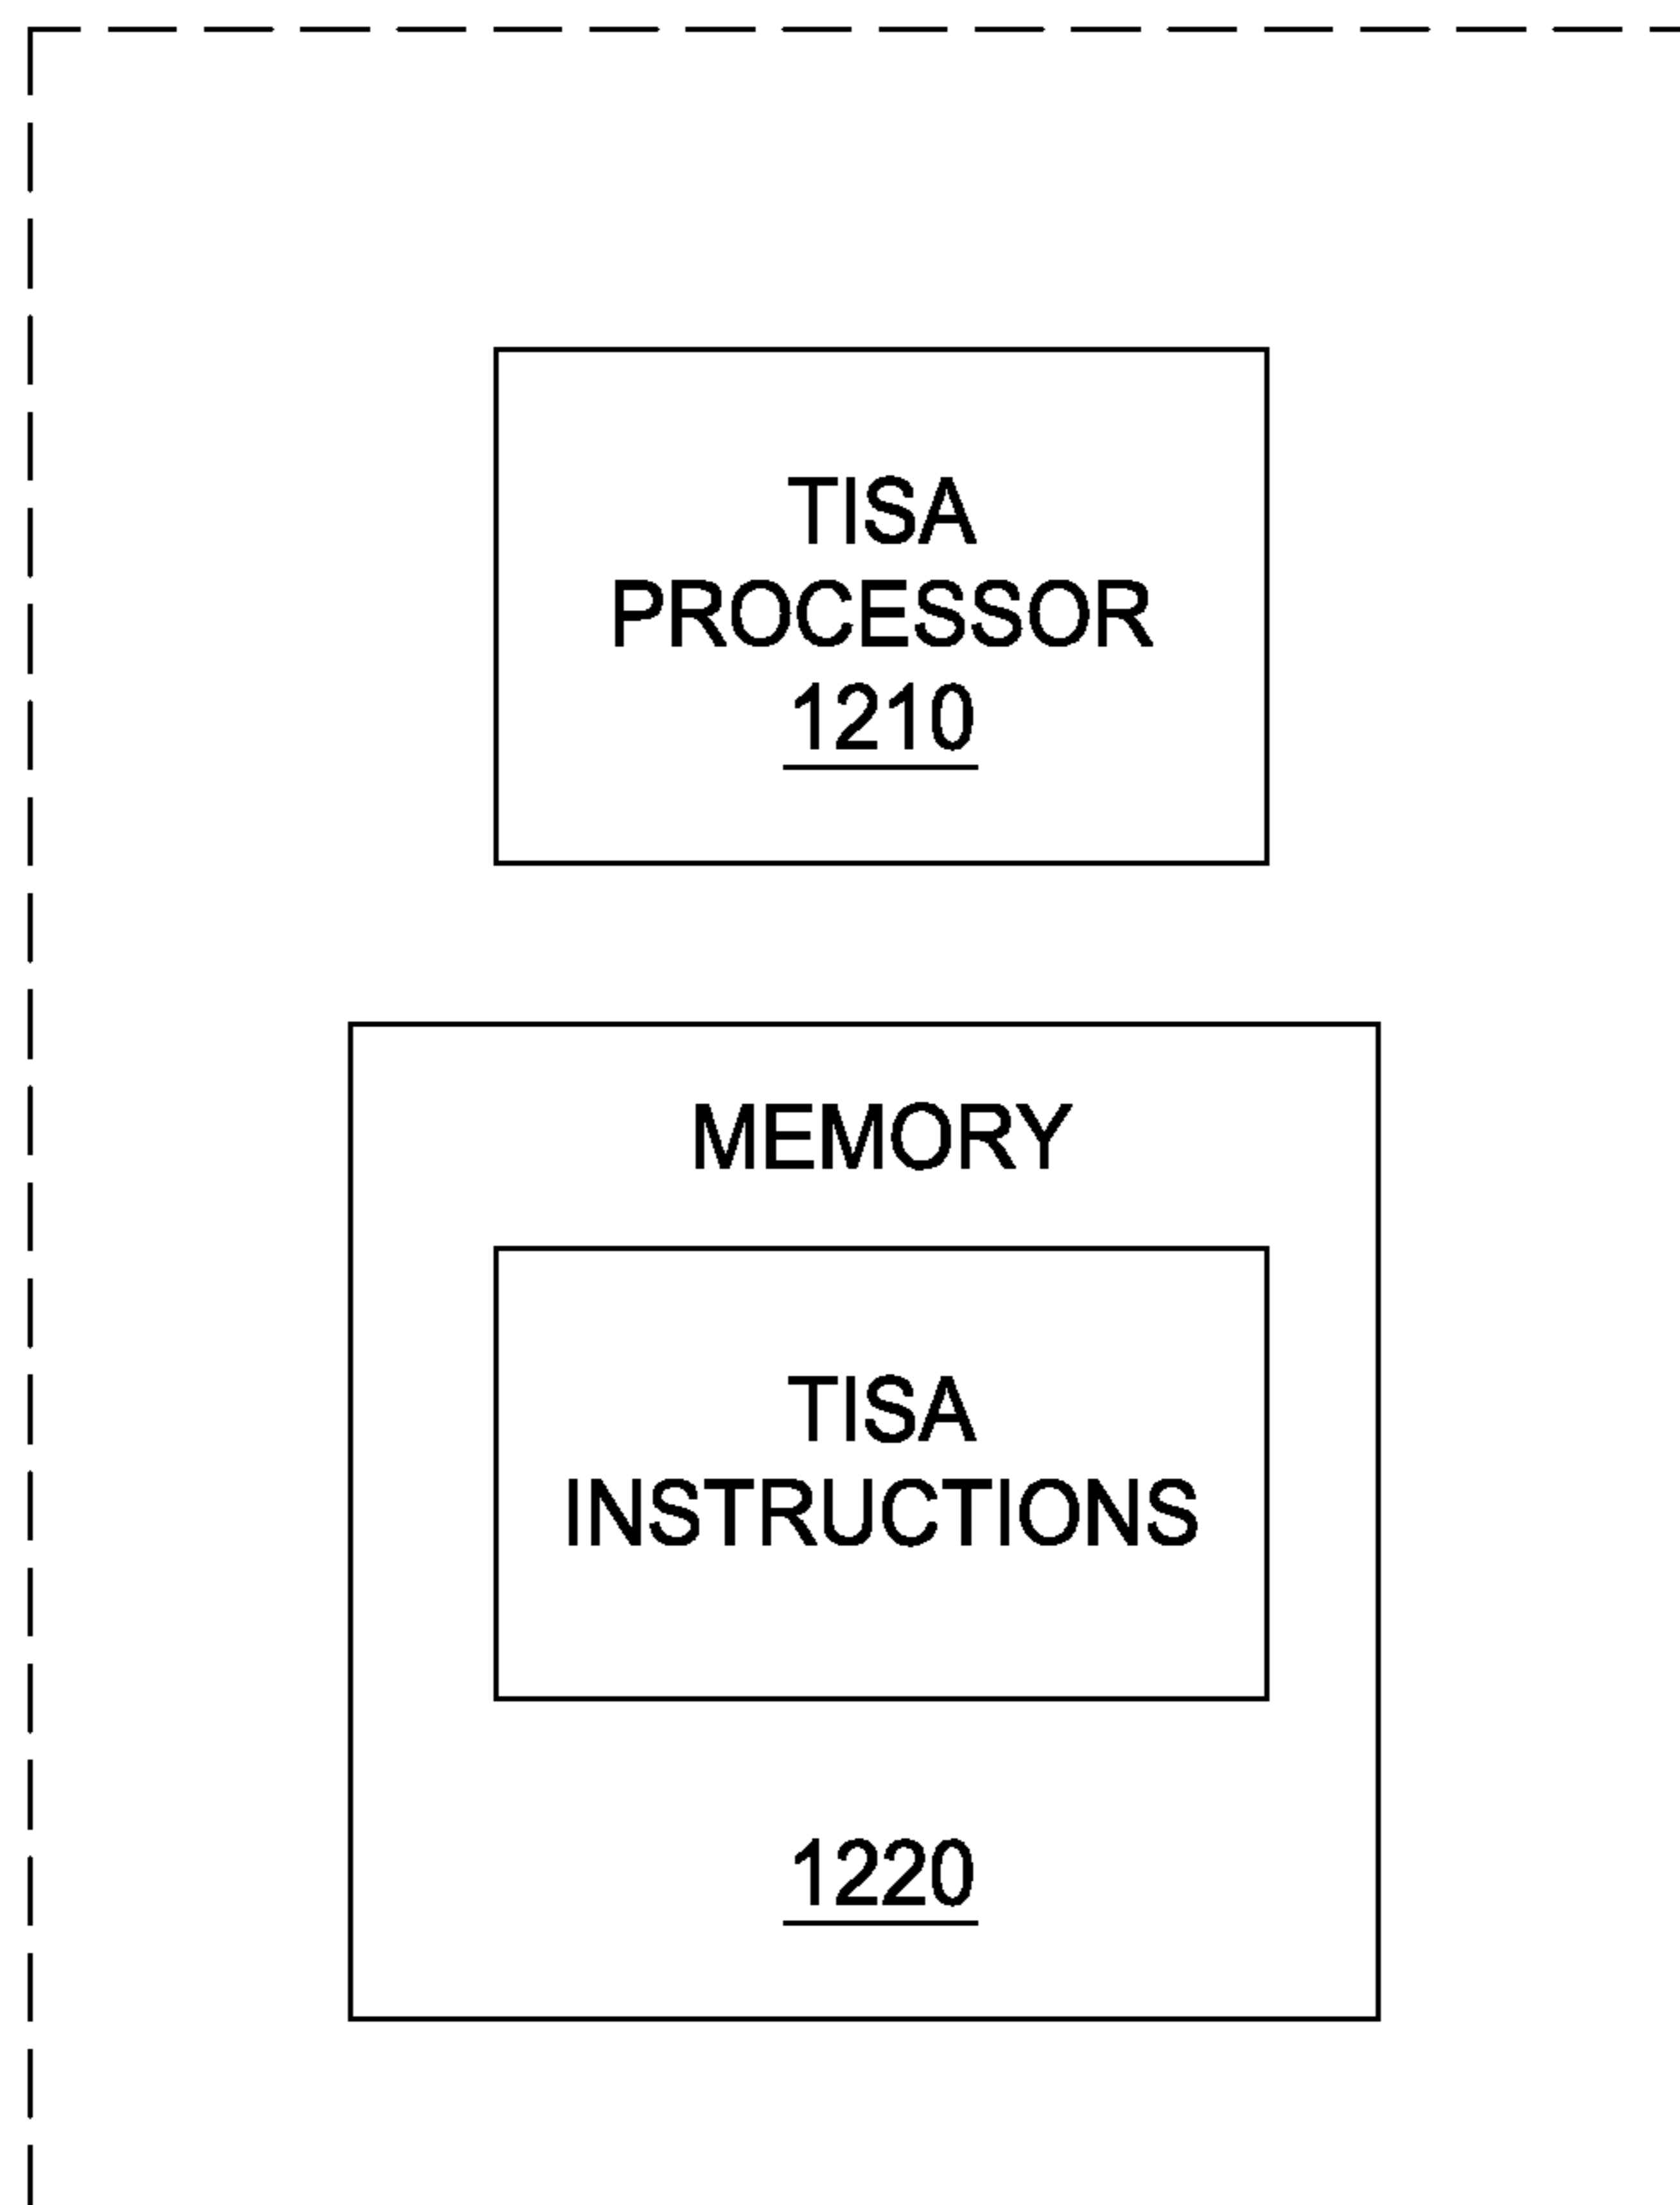 TISA
PROCESSOR
1210
MEMORY
TISA
INSTRUCTIONS
1220